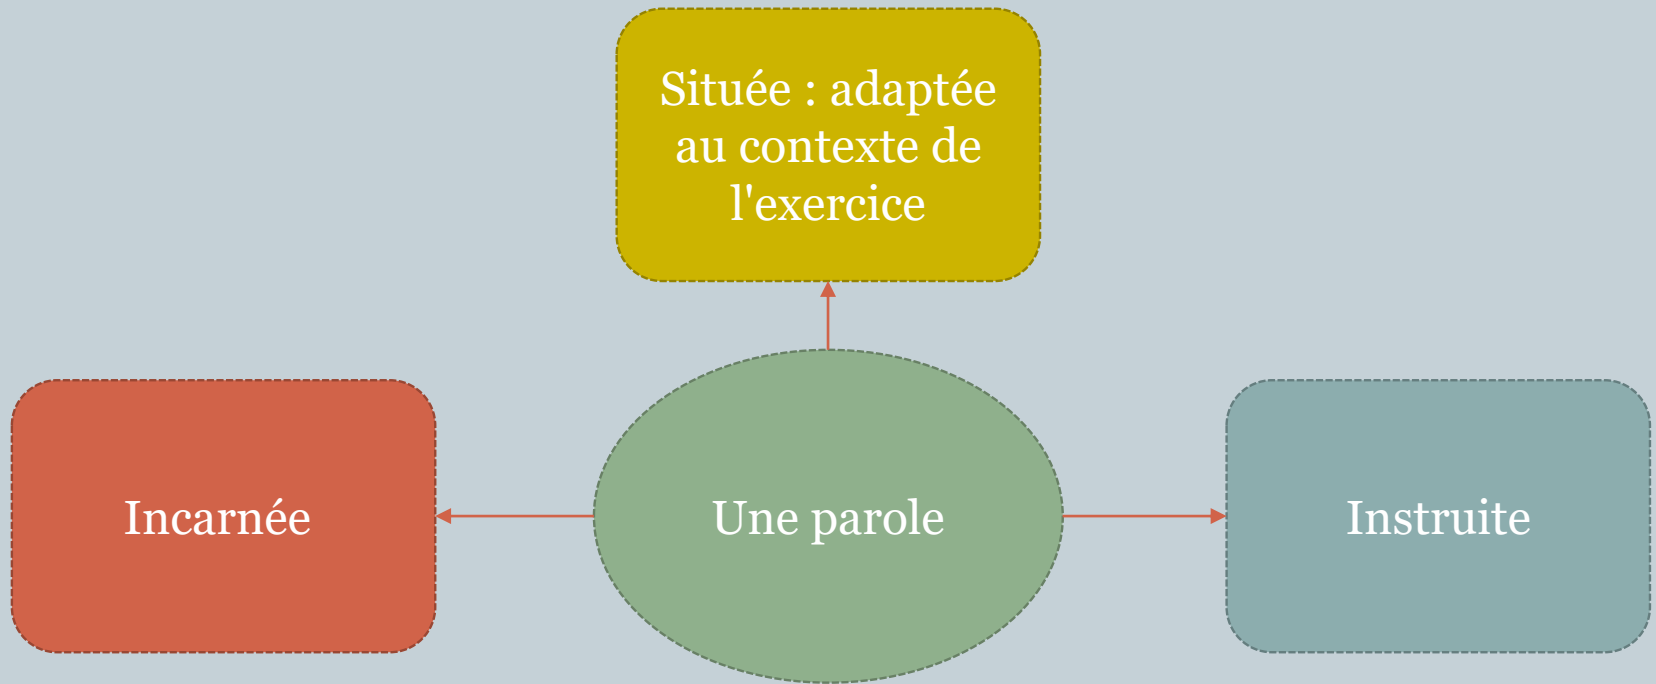 Située : adaptée
au contexte de
l'exercice
Incarnée
Une parole
Instruite